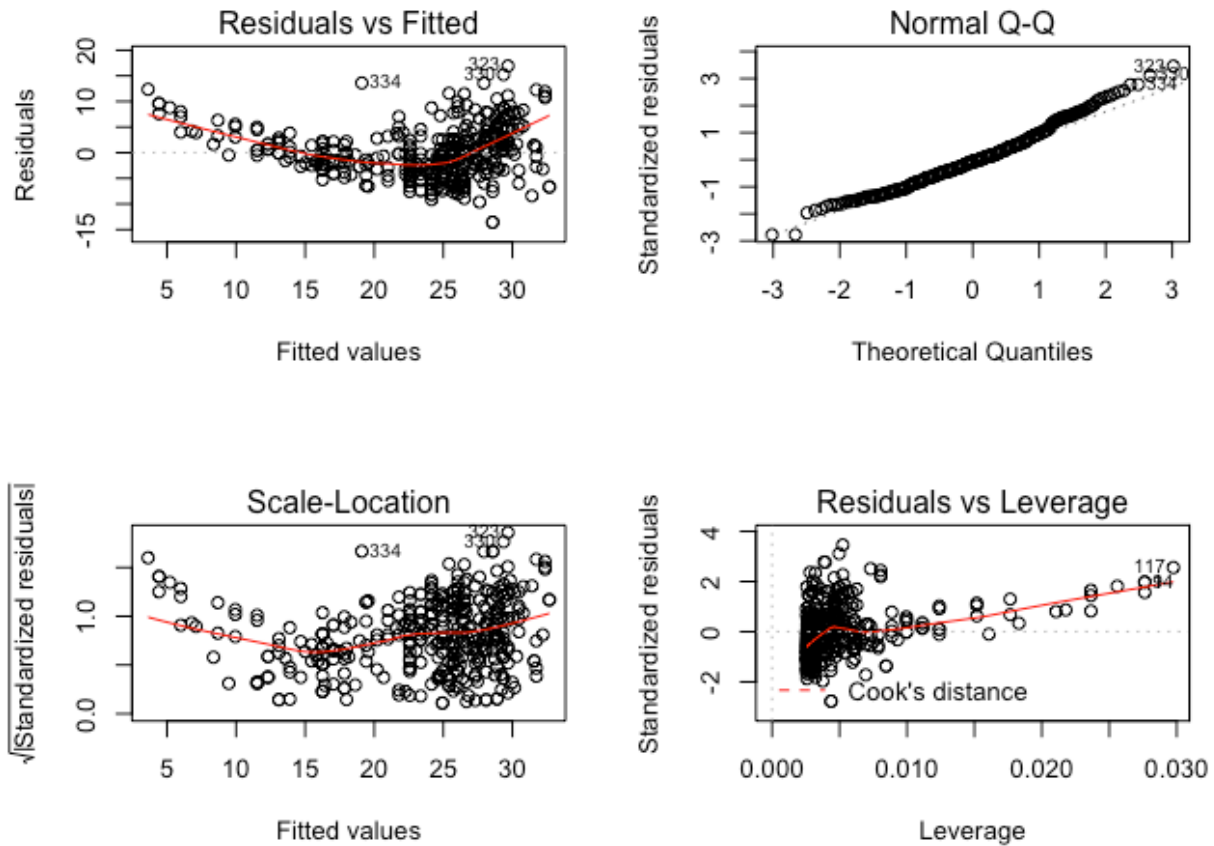 Residuals vs Fitted
Residuals
20
10
0
-15
323
330
334
5 10 15 20 25 30
Fitted values
Normal Q-Q
Standardized residuals
3
1
-1
-3
323
330
334
-3 -2 -1 0 1 2 3
Theoretical Quantiles
Scale-Location
√|Standardized residuals|
1.0
0.0
323
330
334
5 10 15 20 25 30
Fitted values
Residuals vs Leverage
Standardized residuals
4
2
0
-2
117
94
Cook's distance
0.000 0.010 0.020 0.030
Leverage